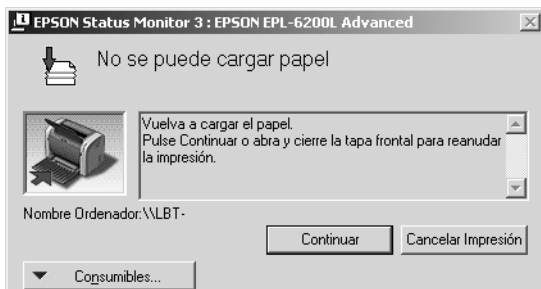 EPSON Status Monitor 3 : EPSON EPL-6200L Advanced
No se puede cargar papel
Vuelva a cargar el papel.
Pulse Continuar o abra y cierre la tapa frontal para reanudar
la impresión.
Nombre Ordenador:\\LBT-
Continuar
Cancelar Impresión
Consumibles...